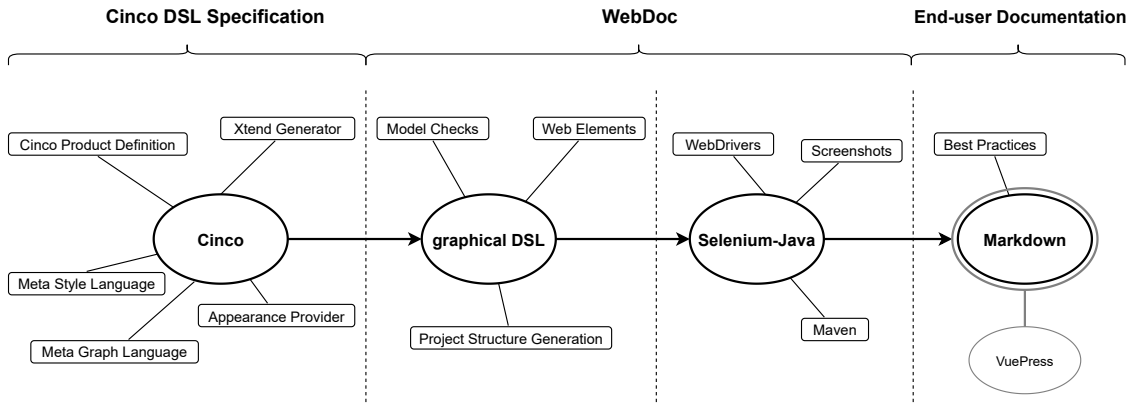 Cinco DSL Specification
WebDoc
End-user Documentation
Cinco Product Definition
Xtend Generator
Cinco
Meta Style Language
Appearance Provider
Meta Graph Language
Model Checks
Web Elements
graphical DSL
Project Structure Generation
WebDrivers
Screenshots
Selenium-Java
Maven
Best Practices
Markdown
VuePress